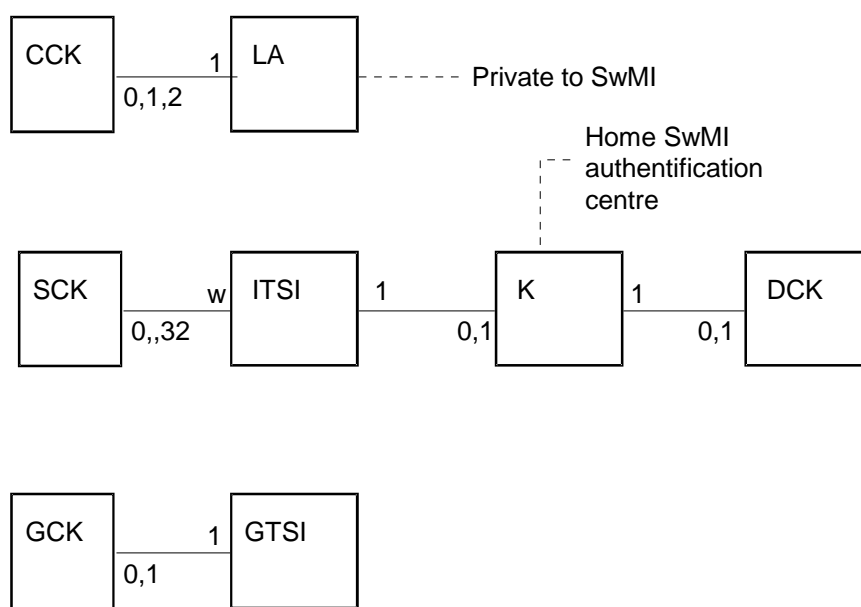 CCK
1
LA
0,1,2
Private to SwMI
Home SwMI
authentification
centre
SCK
w
ITSI
1
K
1
DCK
0,,32
0,1
0,1
GCK
1
GTSI
0,1